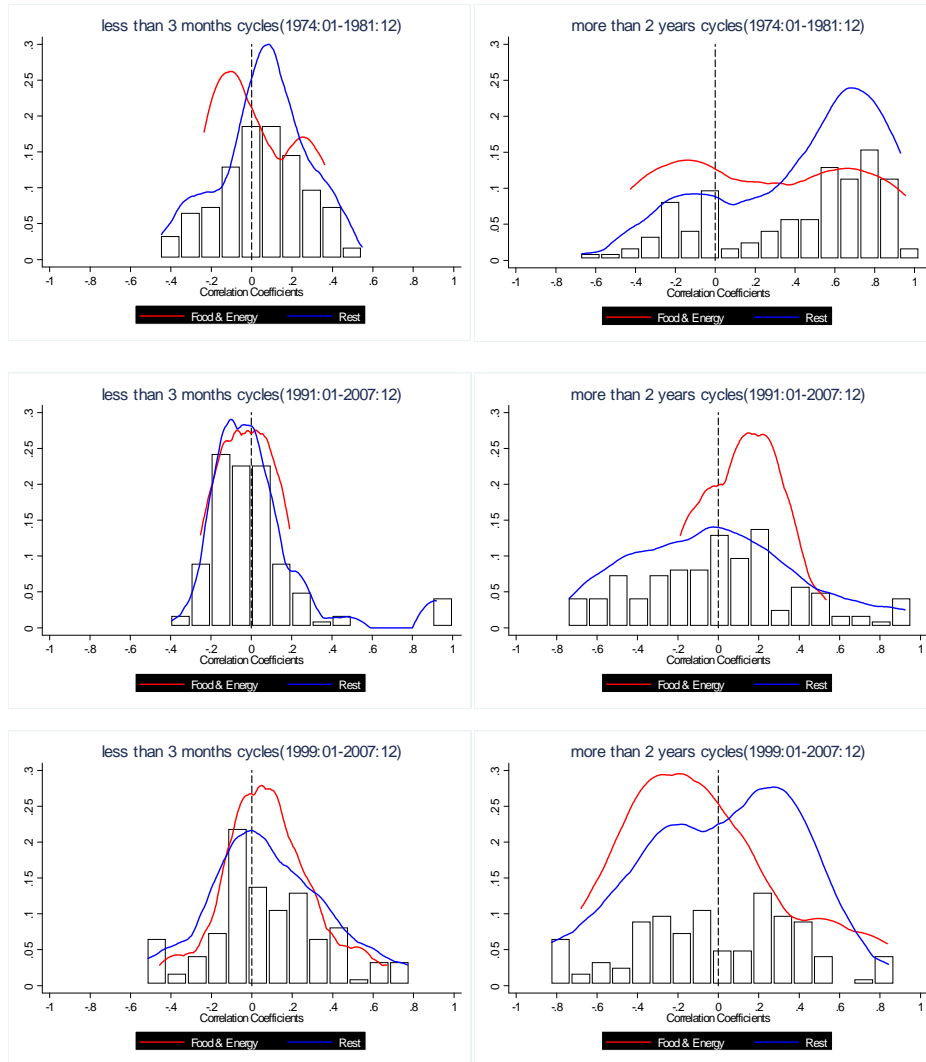 less than 3 months cycles(1974:01-1981:12)
0 .05 .1 .15 .2 .25 .3
-1 -.8 -.6 -.4 -.2 0 .2 .4 .6 .8 1
Correlation Coefficients
Food & Energy Rest
more than 2 years cycles(1974:01-1981:12)
0 .05 .1 .15 .2 .25 .3
-1 -.8 -.6 -.4 -.2 0 .2 .4 .6 .8 1
Correlation Coefficients
Food & Energy Rest
less than 3 months cycles(1991:01-2007:12)
0 .05 .1 .15 .2 .25 .3
-1 -.8 -.6 -.4 -.2 0 .2 .4 .6 .8 1
Correlation Coefficients
Food & Energy Rest
more than 2 years cycles(1991:01-2007:12)
0 .05 .1 .15 .2 .25 .3
-1 -.8 -.6 -.4 -.2 0 .2 .4 .6 .8 1
Correlation Coefficients
Food & Energy Rest
less than 3 months cycles(1999:01-2007:12)
0 .05 .1 .15 .2 .25 .3
-1 -.8 -.6 -.4 -.2 0 .2 .4 .6 .8 1
Correlation Coefficients
Food & Energy Rest
more than 2 years cycles(1999:01-2007:12)
0 .05 .1 .15 .2 .25 .3
-1 -.8 -.6 -.4 -.2 0 .2 .4 .6 .8 1
Correlation Coefficients
Food & Energy Rest